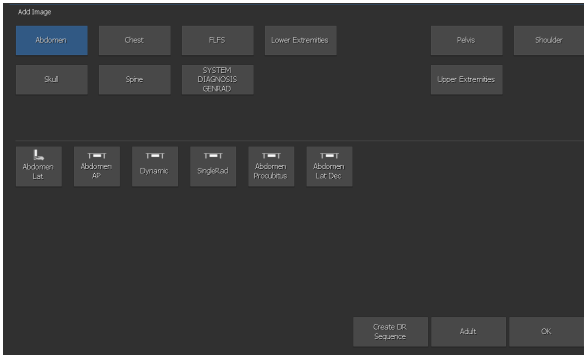 Add Image
Abdomen
Chest
FLFS
Lower Extremities
Pelvis
Shoulder
Skull
Spine
SYSTEM
DIAGNOSIS
GENRAD
Upper Extremities
Abdomen
Lat
Abdomen
AP
Dynamic
SingleRad
Abdomen
Procubitus
Abdomen
Lat Dec
Create DR
Sequence
Adult
OK